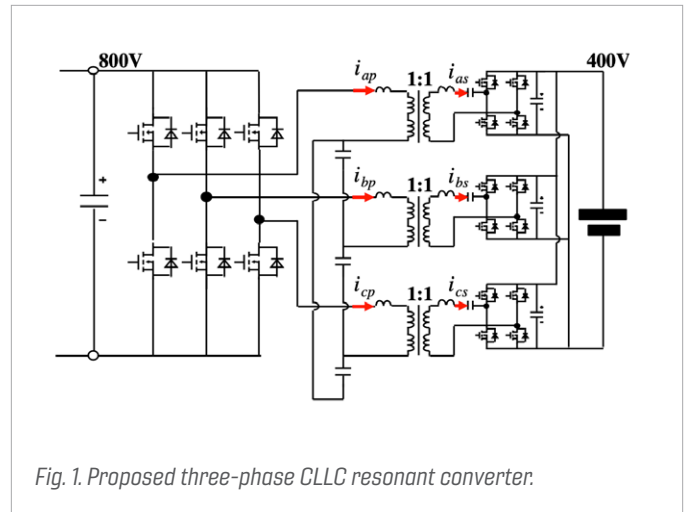 800V
i_ap
1:1
i_as
400V
+
−
i_bp
1:1
i_bs
i_cp
1:1
i_cs
Fig. 1. Proposed three-phase CLLC resonant converter.